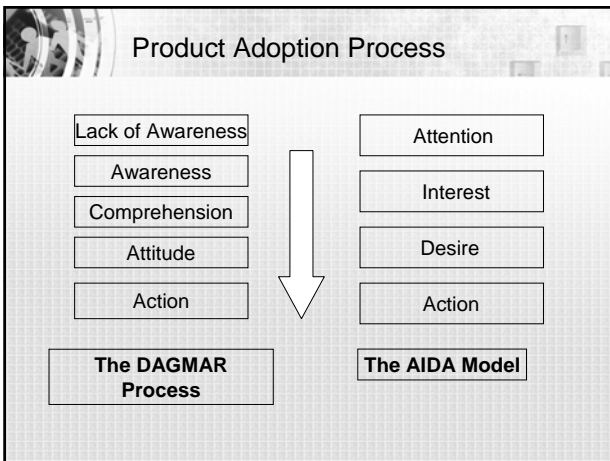 Product Adoption Process
Lack of Awareness
Awareness
Comprehension
Attitude
Action
The DAGMAR
Process
Attention
Interest
Desire
Action
The AIDA Model